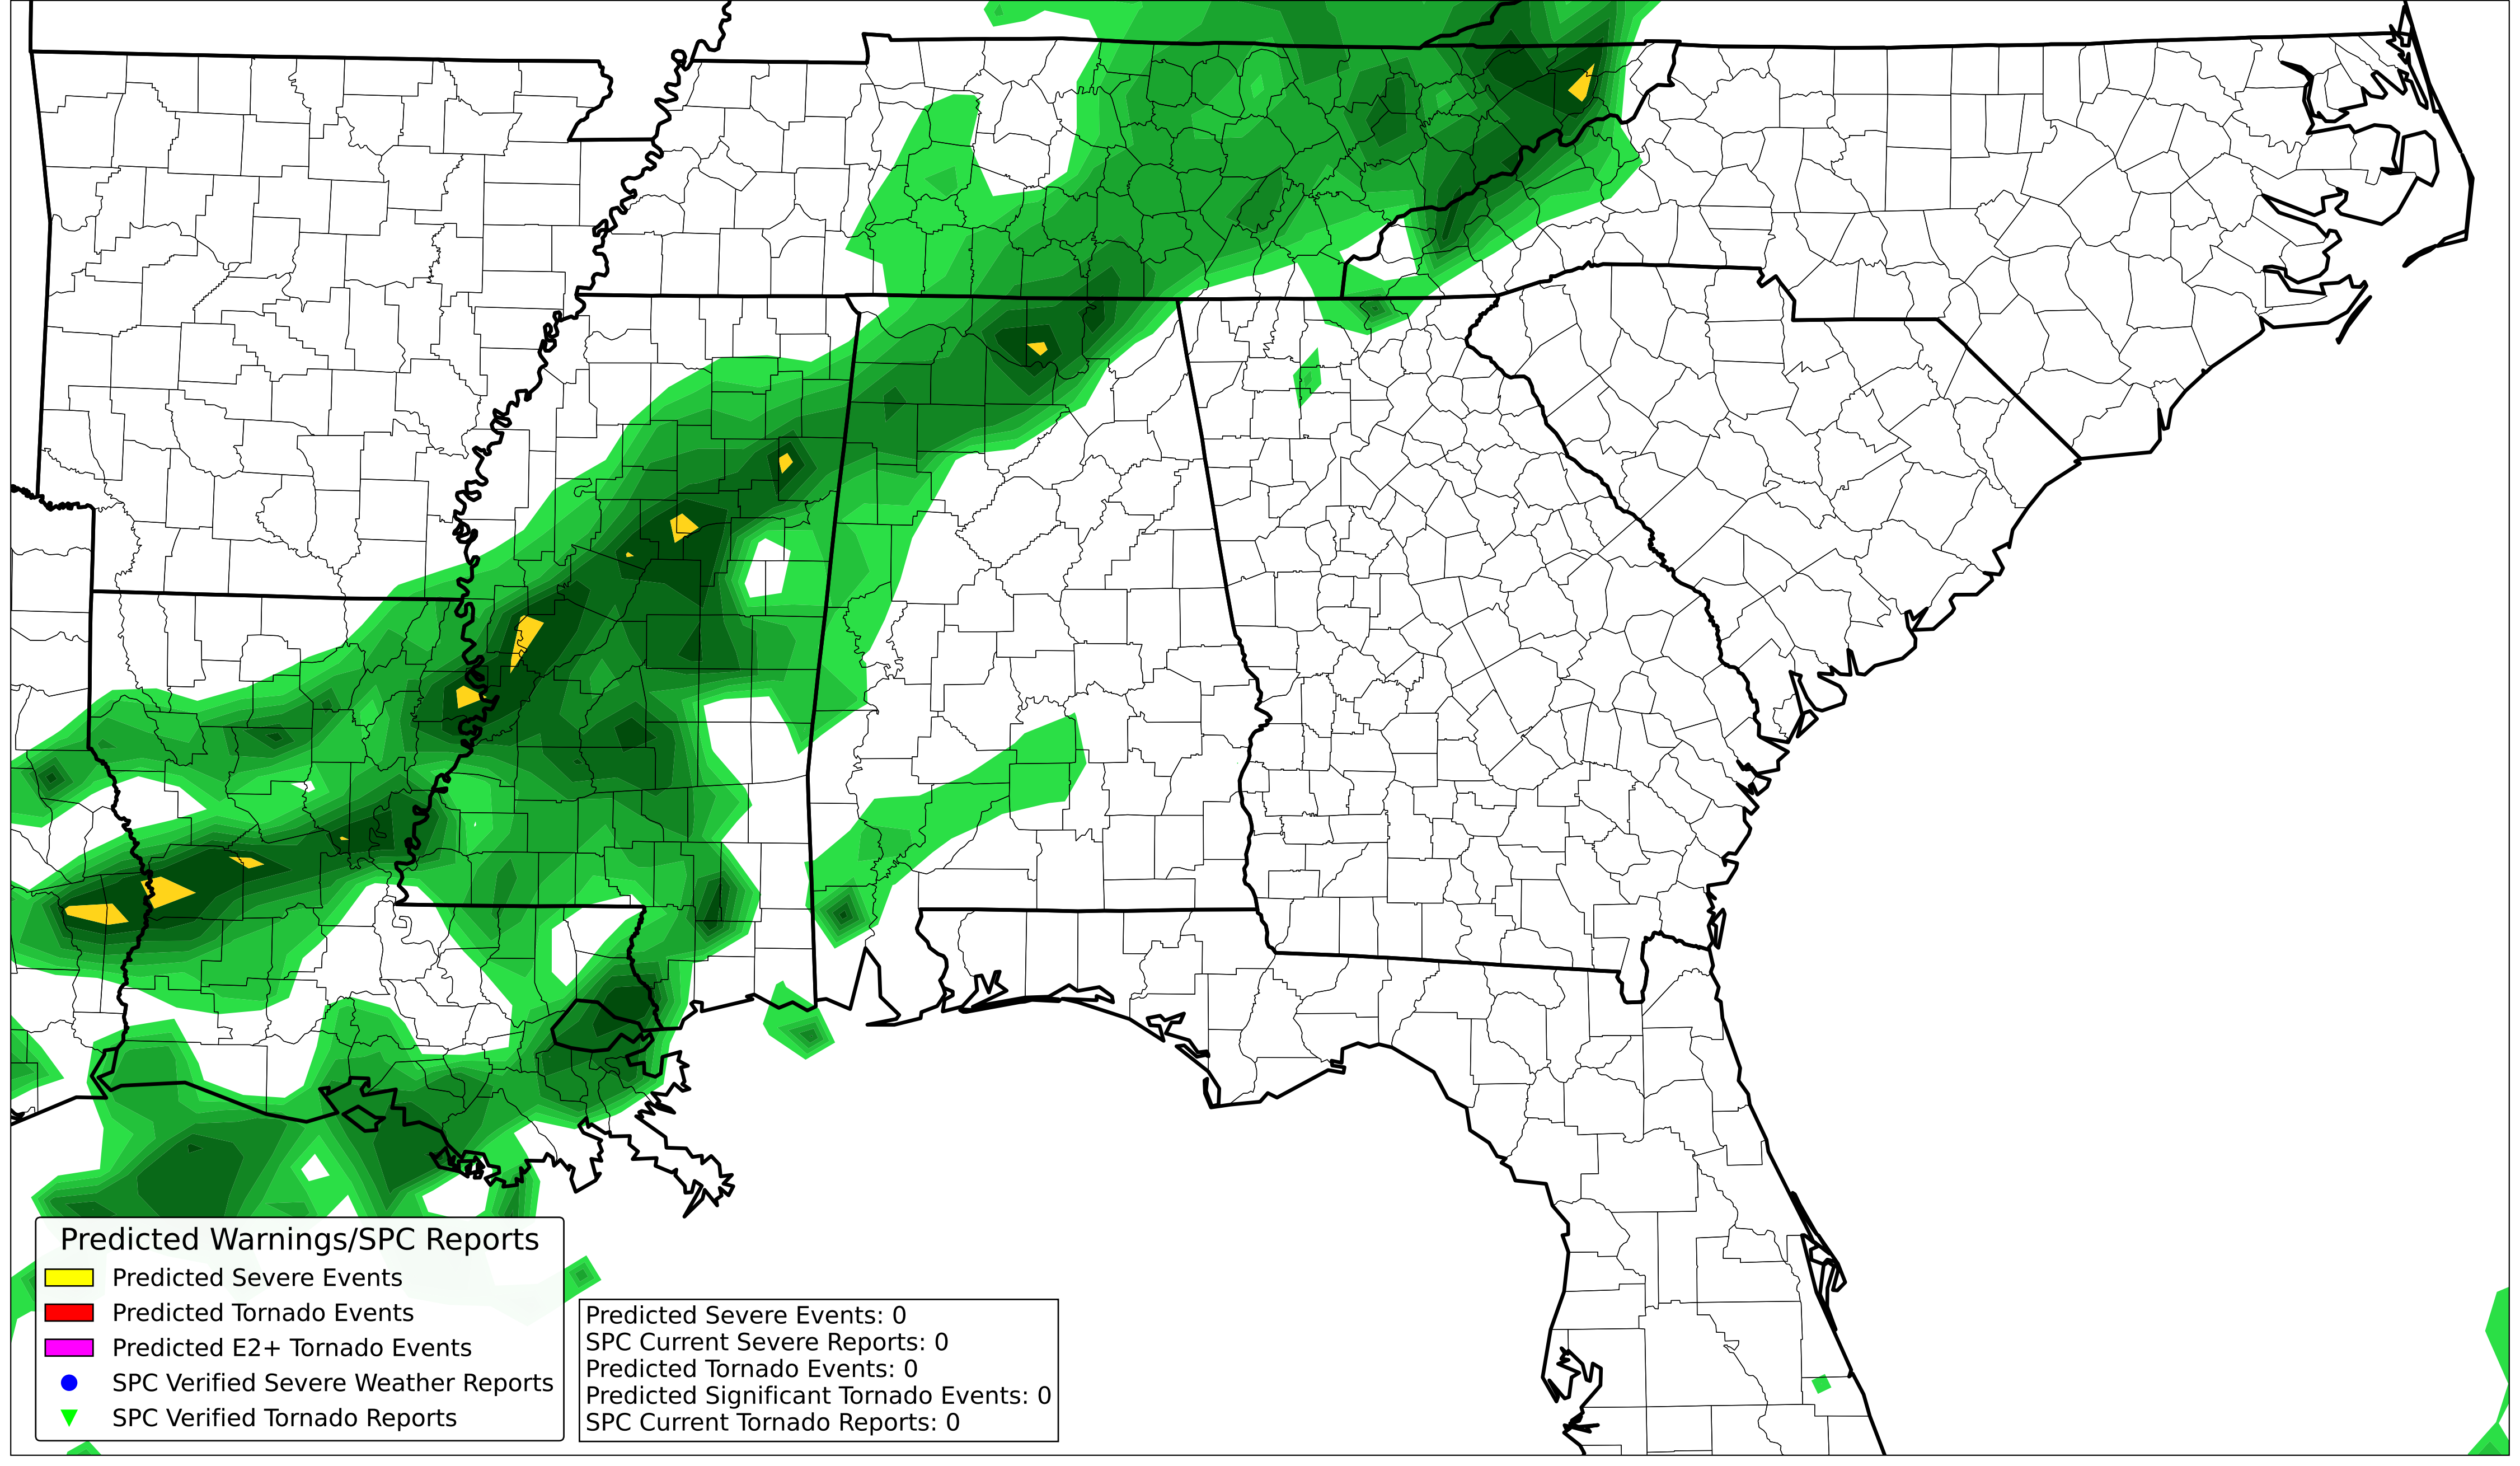 Predicted Warnings/SPC Reports
Predicted Severe Events
Predicted Tornado Events
Predicted E2+ Tornado Events
SPC Verified Severe Weather Reports
SPC Verified Tornado Reports
Predicted Severe Events: 0
SPC Current Severe Reports: 0
Predicted Tornado Events: 0
Predicted Significant Tornado Events: 0
SPC Current Tornado Reports: 0